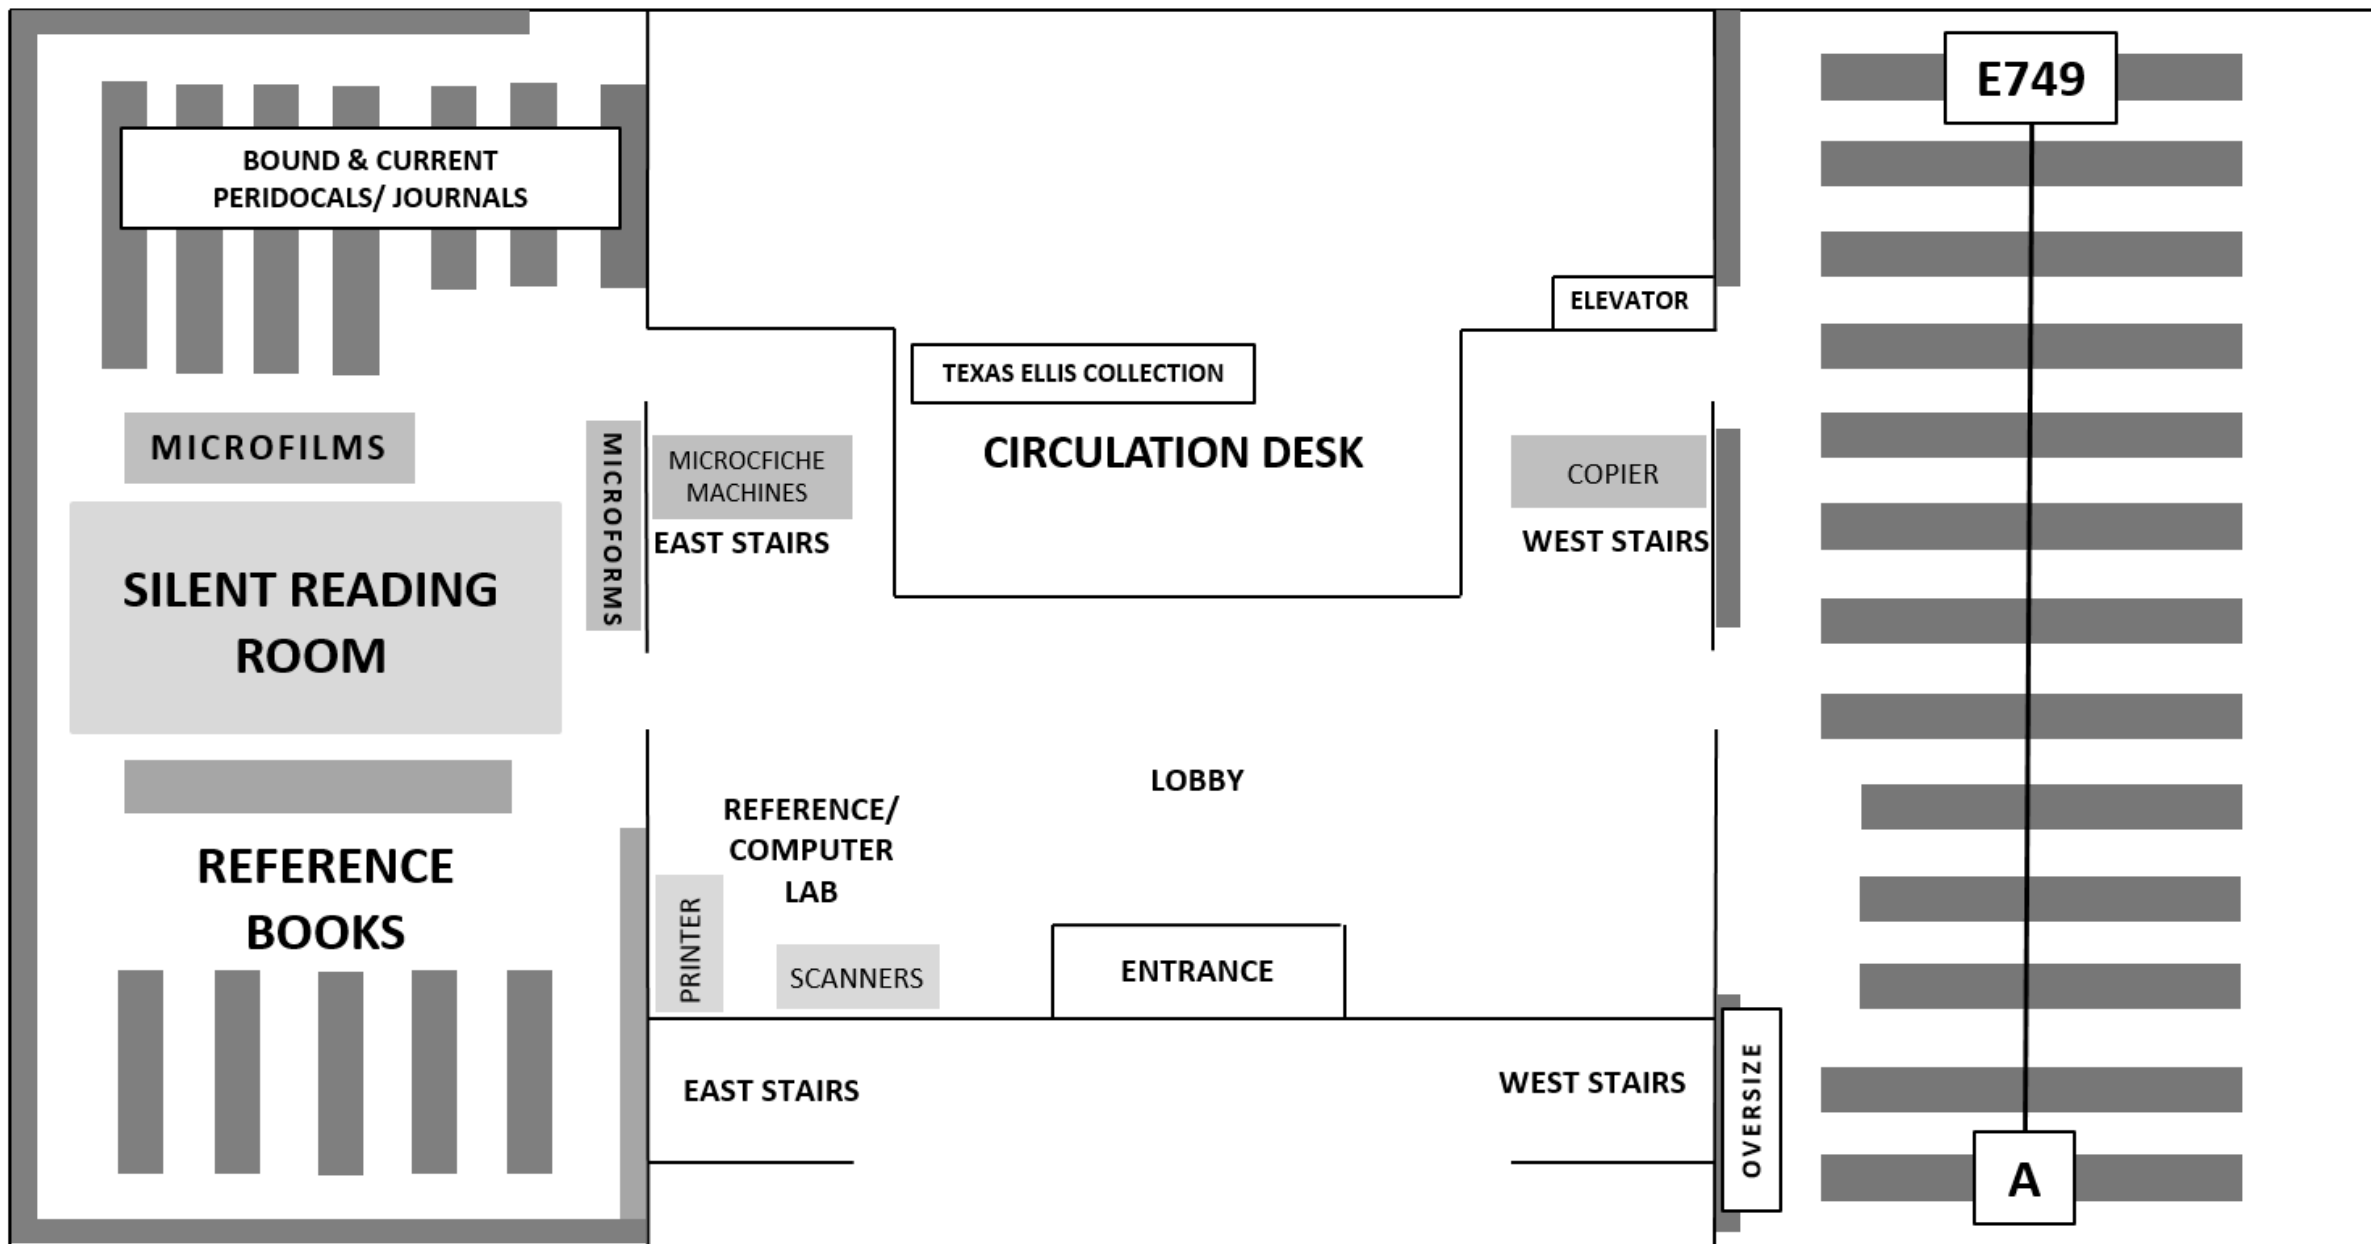 E749
BOUND & CURRENT
PERIDOCALS/ JOURNALS
ELEVATOR
TEXAS ELLIS COLLECTION
CIRCULATION DESK
MICROFILMS
MICROFORMS
MICROCFICHE
MACHINES
EAST STAIRS
COPIER
WEST STAIRS
SILENT READING
ROOM
LOBBY
REFERENCE/
COMPUTER
LAB
REFERENCE
BOOKS
PRINTER
SCANNERS
ENTRANCE
EAST STAIRS
WEST STAIRS
OVERSIZE
A